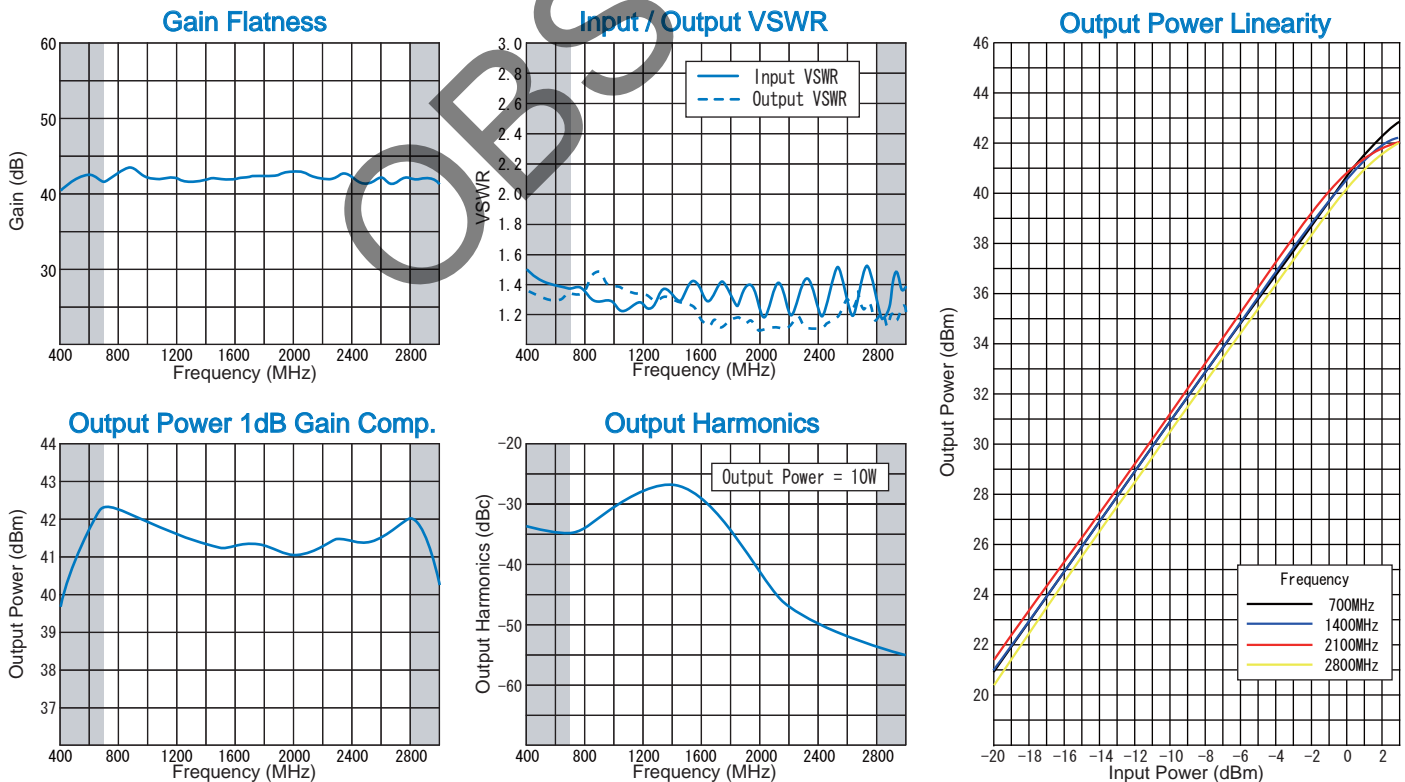 Gain Flatness
60
50
40
30
Gain (dB)
400 800 1200 1600 2000 2400 2800
Frequency (MHz)
Input / Output VSWR
3.0
2.8
2.6
2.4
2.2
2.0
1.8
1.6
1.4
1.2
VSWR
Input VSWR
Output VSWR
400 800 1200 1600 2000 2400 2800
Frequency (MHz)
Output Power 1dB Gain Comp.
44
43
42
41
40
39
38
37
Output Power (dBm)
400 800 1200 1600 2000 2400 2800
Frequency (MHz)
Output Harmonics
-20
-30
-40
-50
-60
Output Harmonics (dBc)
Output Power = 10W
400 800 1200 1600 2000 2400 2800
Frequency (MHz)
Output Power Linearity
46
44
42
40
38
36
34
32
30
28
26
24
22
20
Output Power (dBm)
Frequency
700MHz
1400MHz
2100MHz
2800MHz
-20 -18 -16 -14 -12 -10 -8 -6 -4 -2 0 2
Input Power (dBm)
OBS